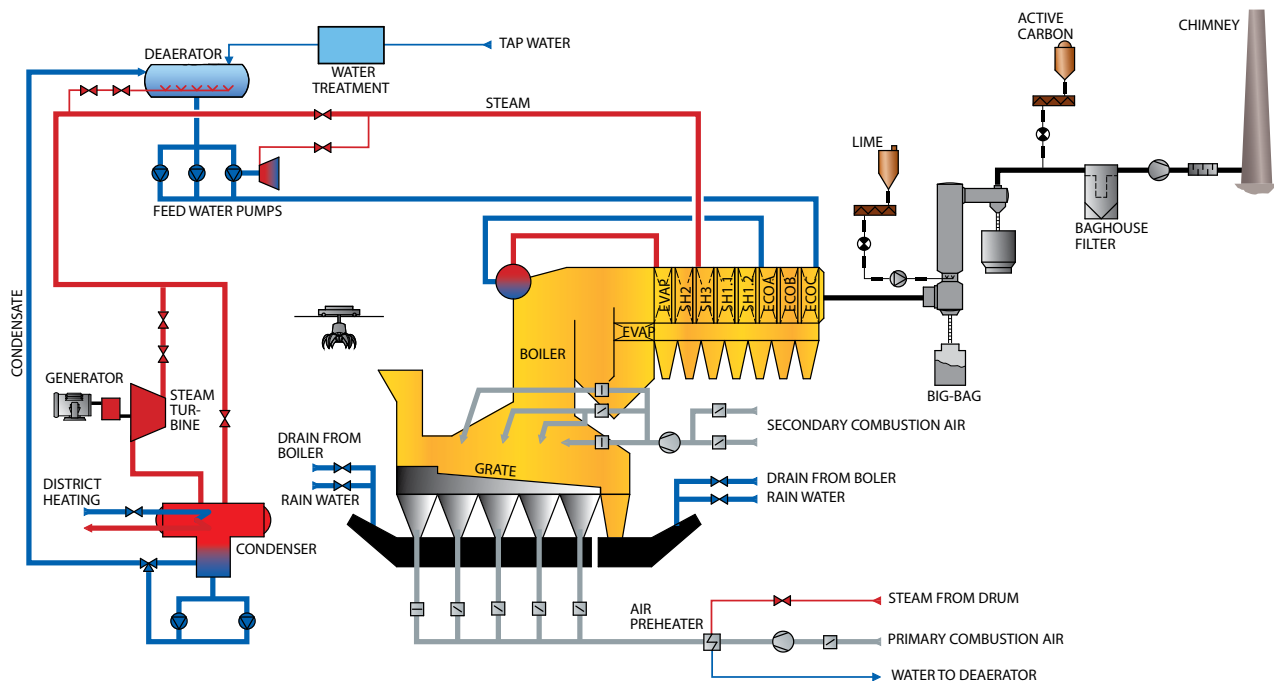 DEAERATOR
TAP WATER
WATER
TREATMENT
STEAM
ACTIVE
CARBON
CHIMNEY
LIME
FEED WATER PUMPS
BAGHOUSE
FILTER
CONDENSATE
EVAP
SH2
SH3
SH1.1
SH1.2
ECOA
ECOB
ECOC
EVAP
BOILER
BIG-BAG
GENERATOR
STEAM
TUR-
BINE
SECONDARY COMBUSTION AIR
DRAIN FROM
BOILER
RAIN WATER
GRATE
DRAIN FROM BOLER
RAIN WATER
DISTRICT
HEATING
CONDENSER
AIR
PREHEATER
STEAM FROM DRUM
PRIMARY COMBUSTION AIR
WATER TO DEAERATOR